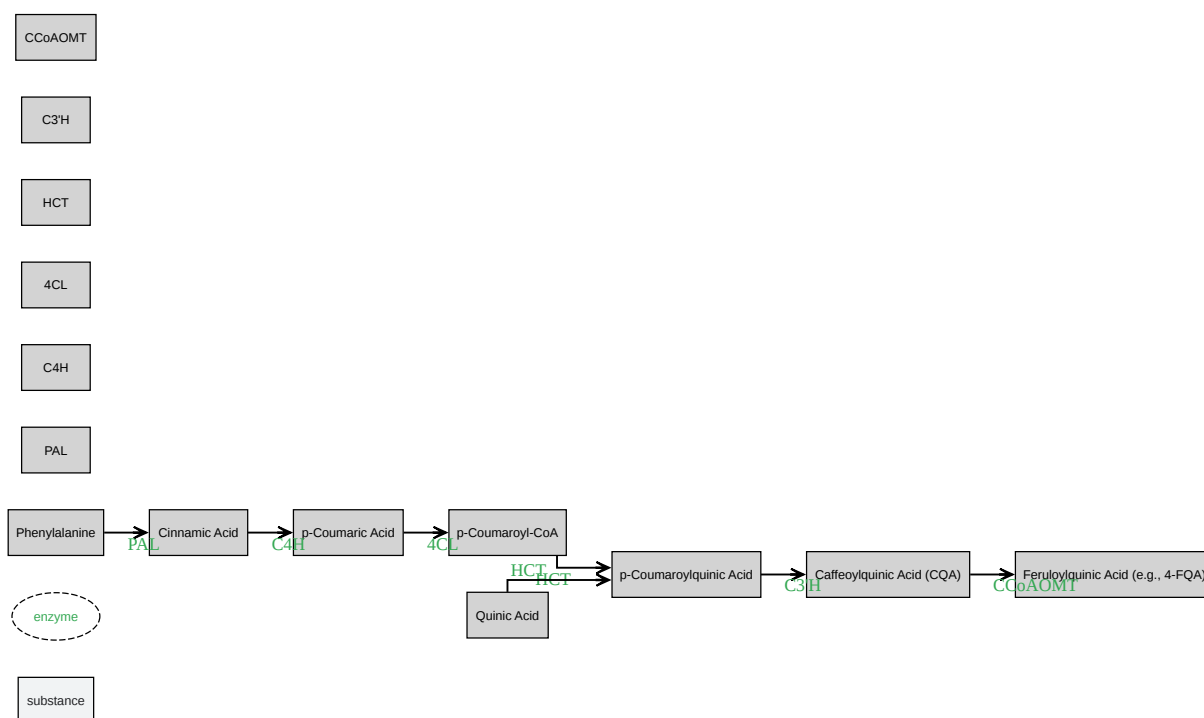 CCoAOMT
C3'H
HCT
4CL
C4H
PAL
Phenylalanine
PAL
Cinnamic Acid
C4H
p-Coumaric Acid
4CL
p-Coumaroyl-CoA
HCT
HCT
Quinic Acid
p-Coumaroylquinic Acid
C3'H
Caffeoylquinic Acid (CQA)
CCoAOMT
Feruloylquinic Acid (e.g., 4-FQA)
enzyme
substance